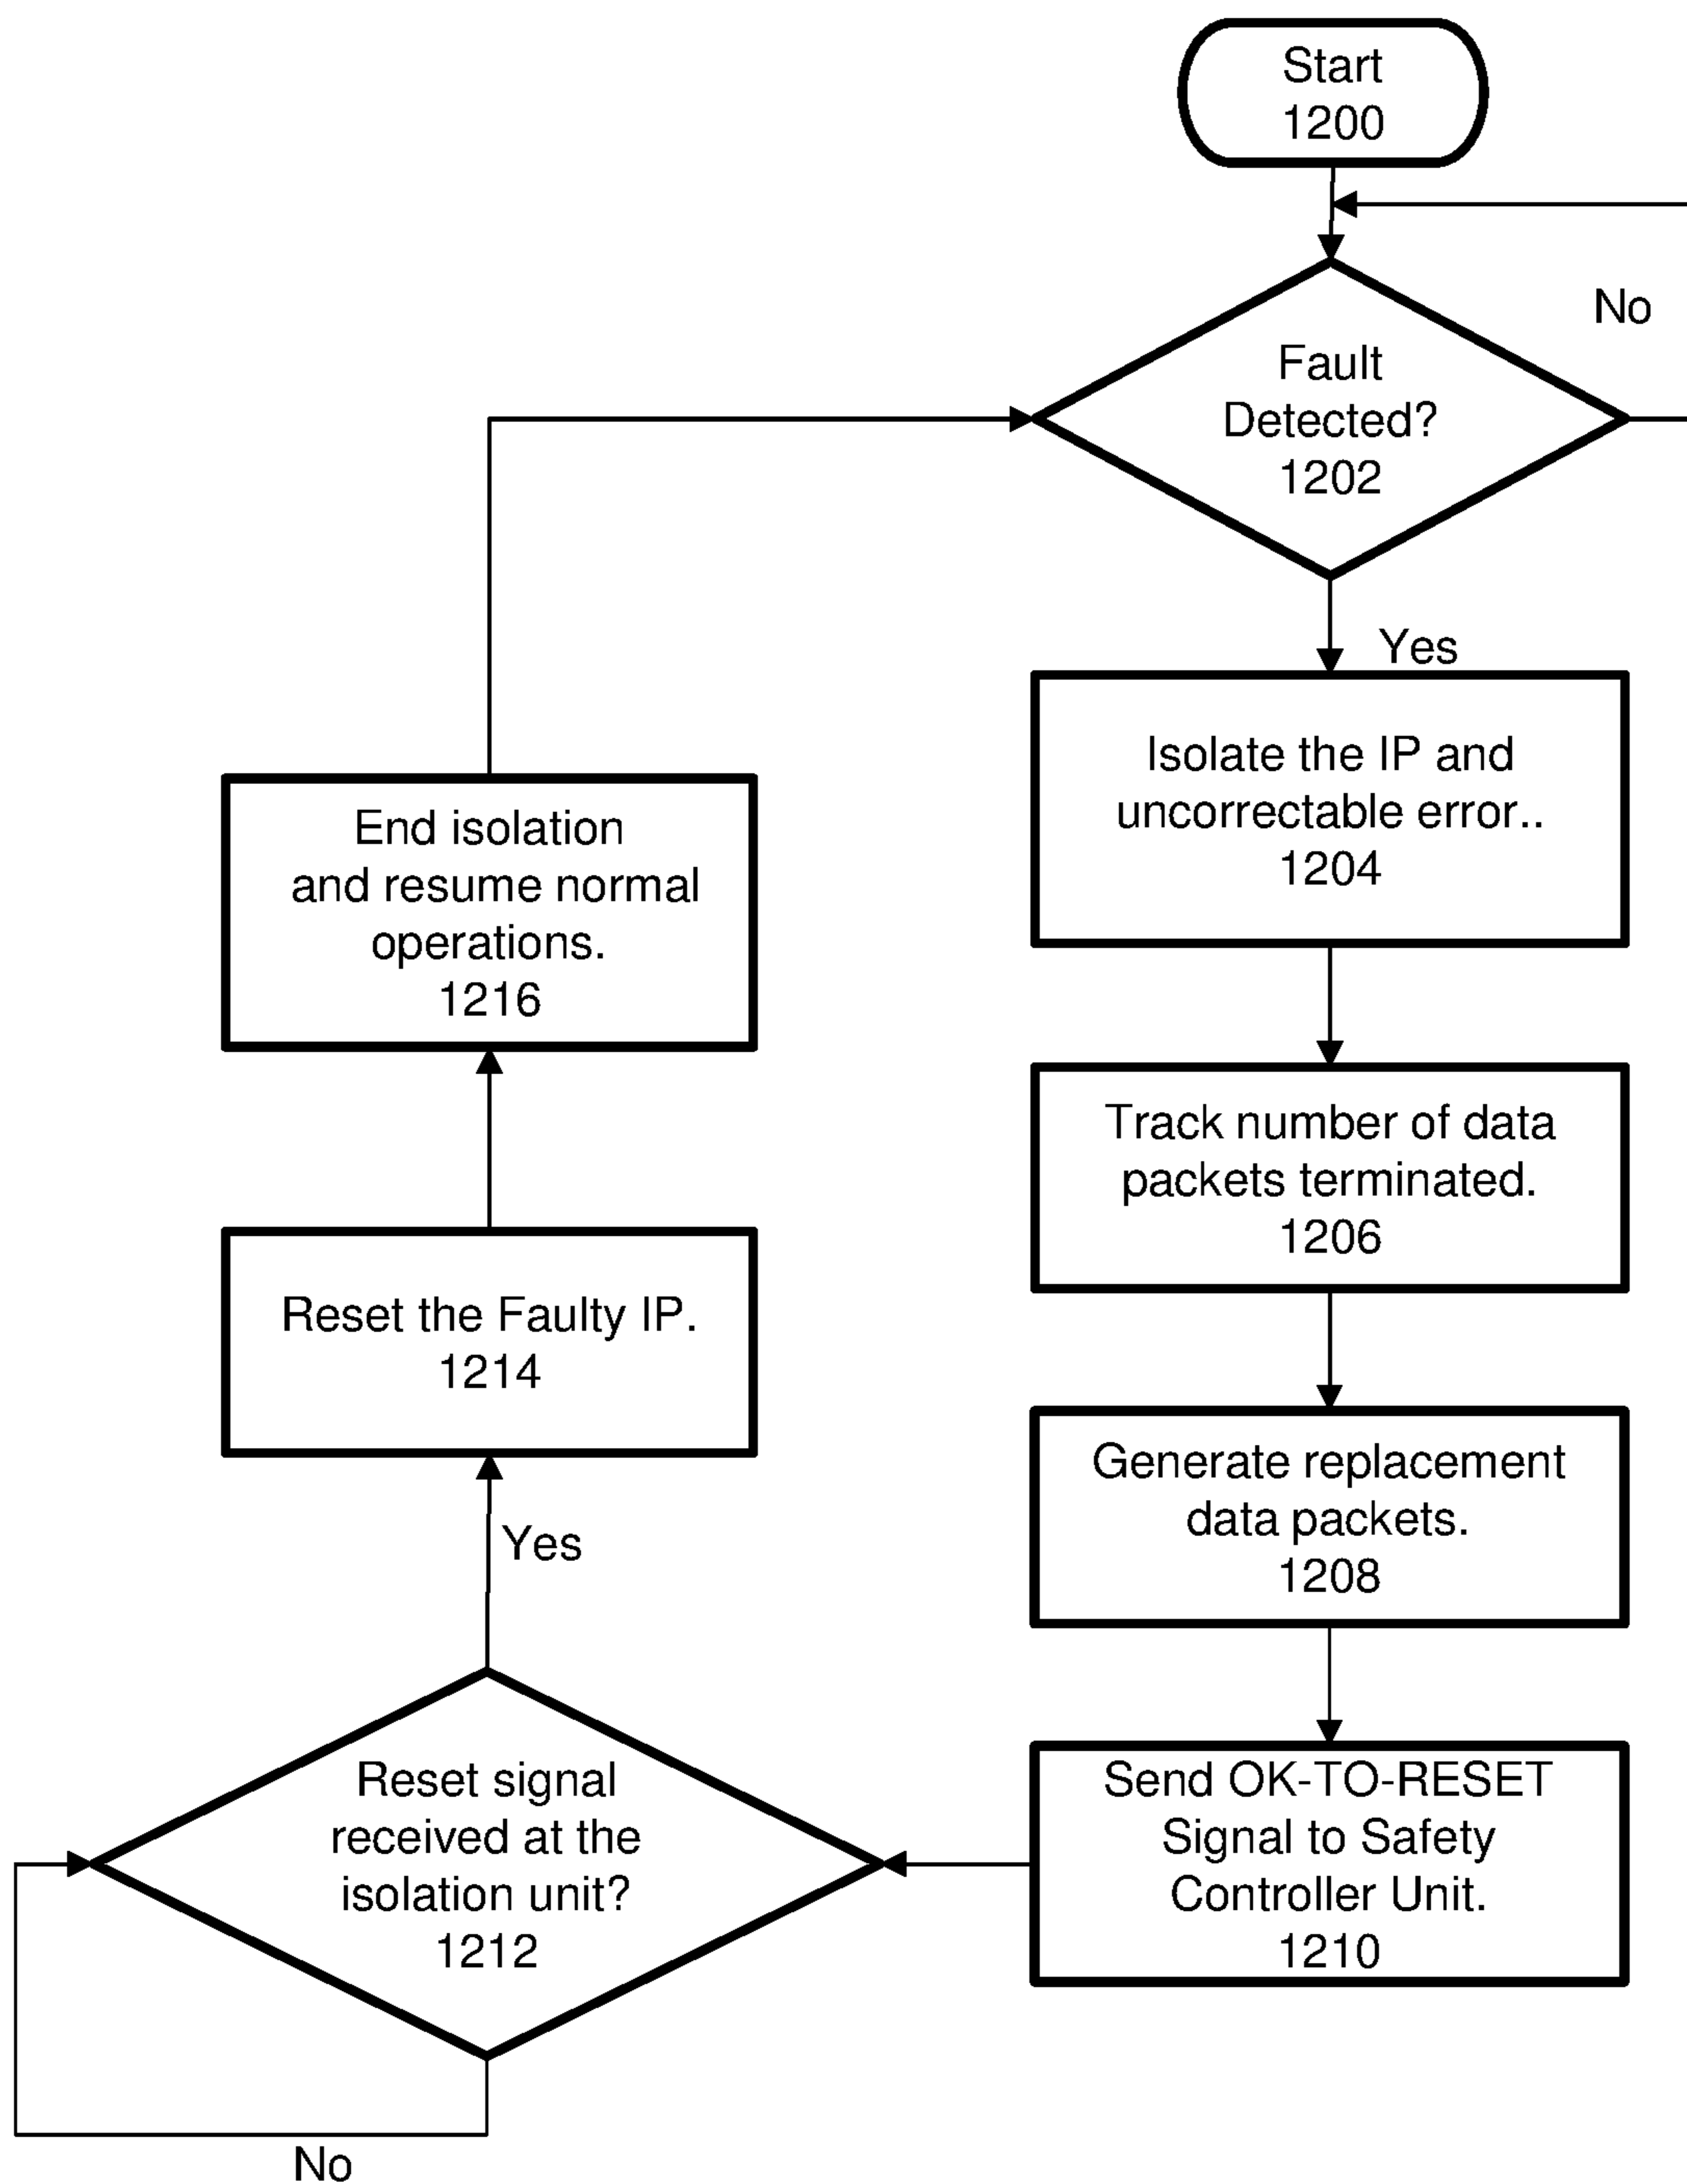 Start
1200
No
Fault
Detected?
1202
Yes
Isolate the IP and
uncorrectable error..
1204
Track number of data
packets terminated.
1206
Generate replacement
data packets.
1208
Send OK-TO-RESET
Signal to Safety
Controller Unit.
1210
Reset signal
received at the
isolation unit?
1212
No
Yes
Reset the Faulty IP.
1214
End isolation
and resume normal
operations.
1216